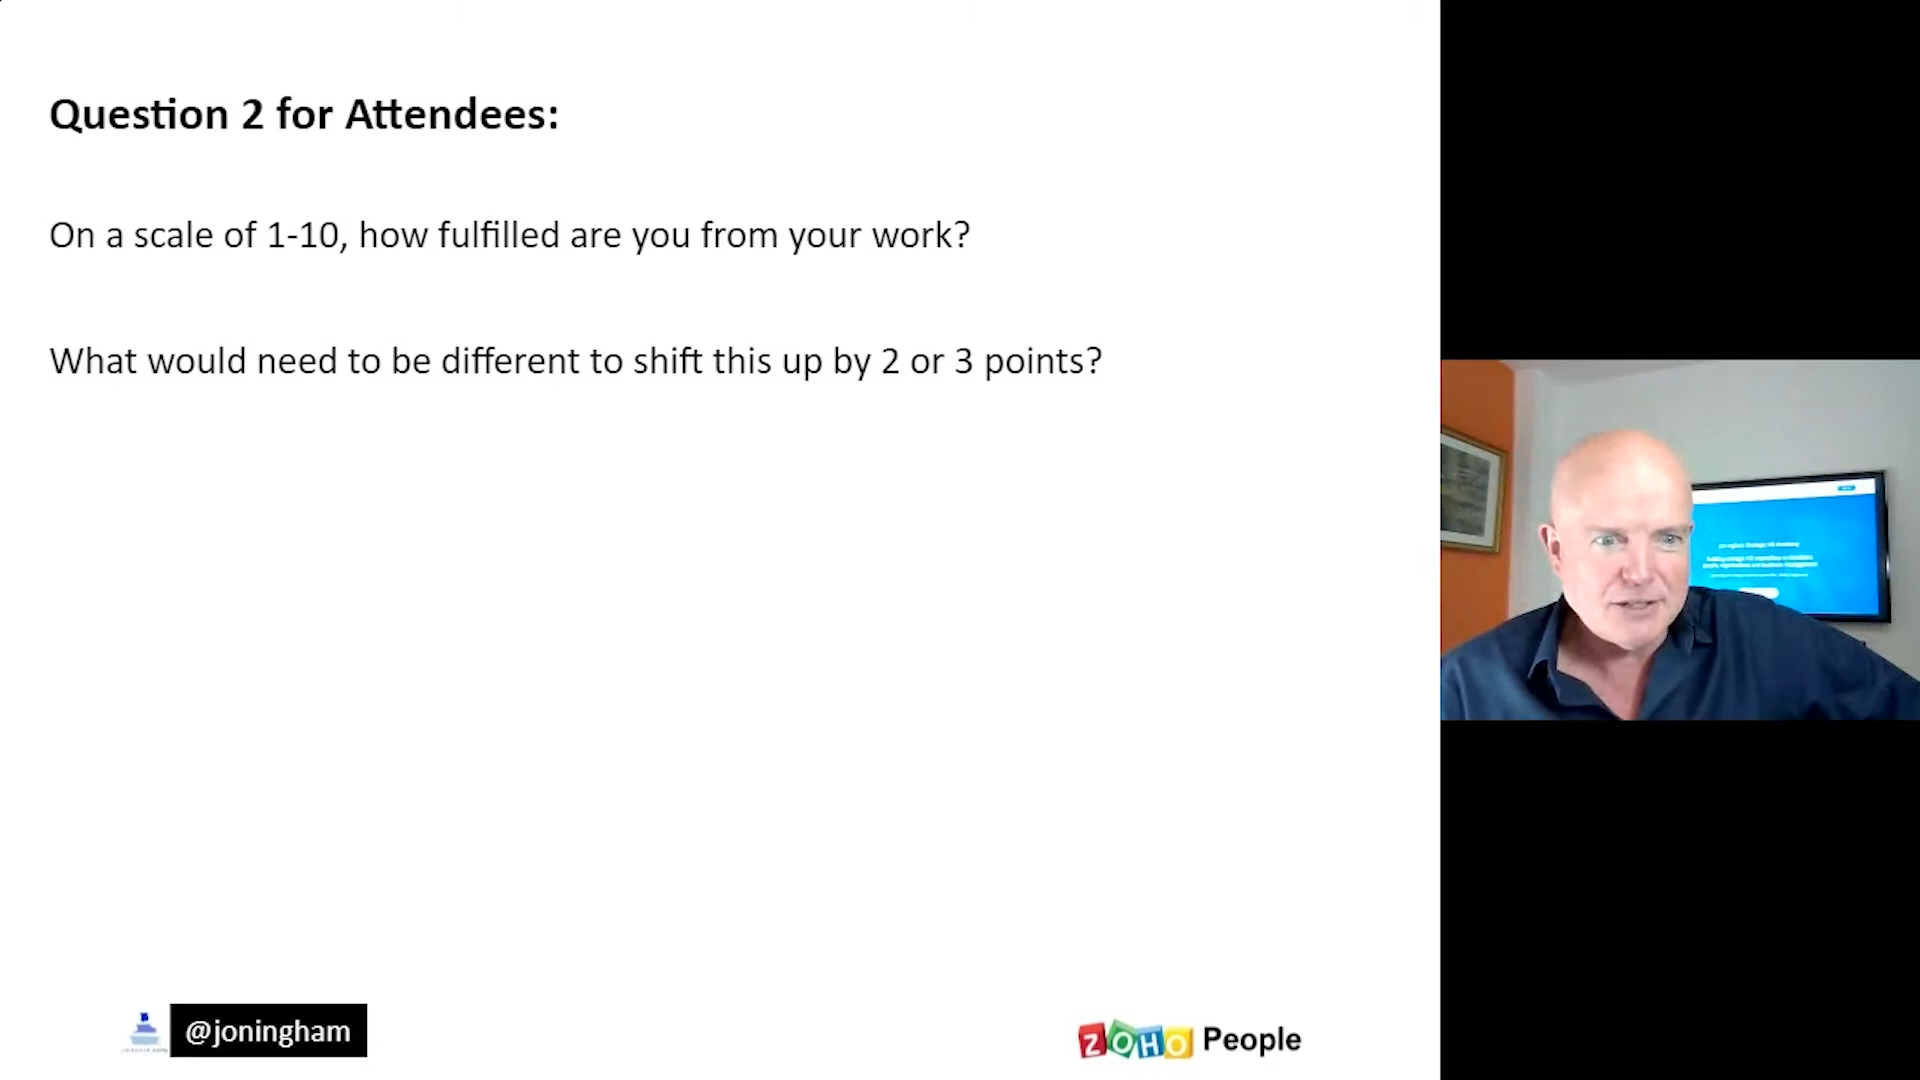 Question 2 for Attendees:
On a scale of 1-10, how fulfilled are you from your work?
What would need to be different to shift this up by 2 or 3 points?
@joningham
ZOHO People